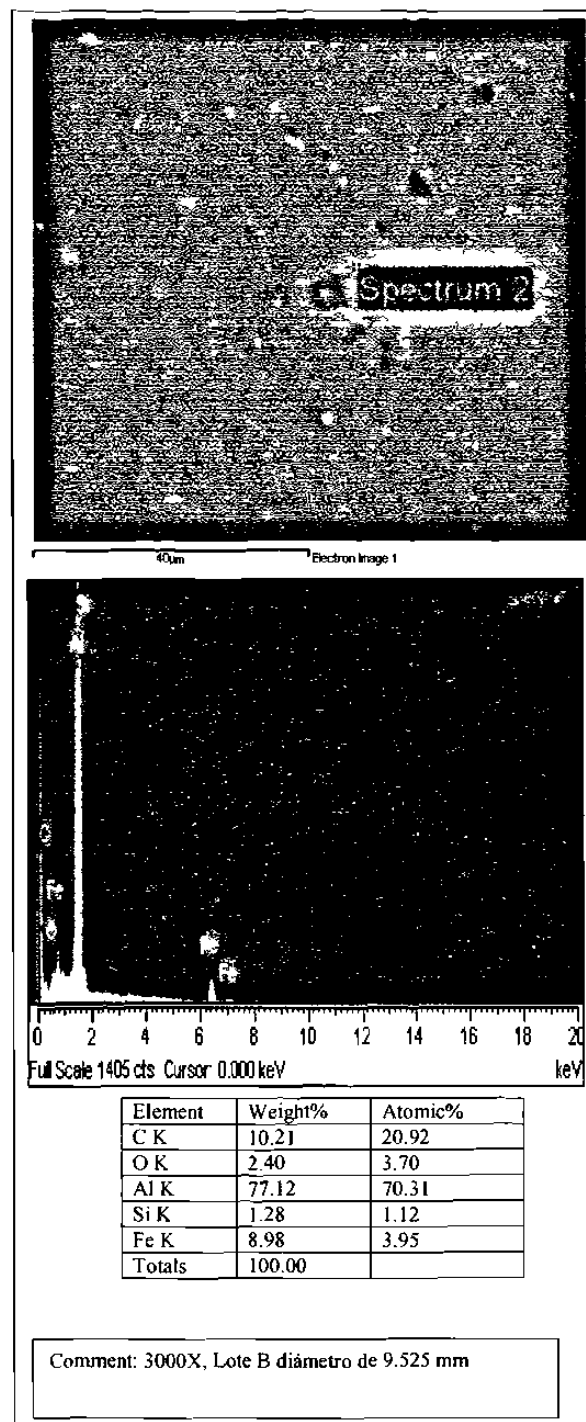 Spectrum 2
40µm Electron Image 1
0 2 4 6 8 10 12 14 16 18 20
Full Scale 1405 cts Cursor: 0.000 keV keV
Element Weight% Atomic%
C K 10.21 20.92
O K 2.40 3.70
Al K 77.12 70.31
Si K 1.28 1.12
Fe K 8.98 3.95
Totals 100.00
Comment: 3000X, Lote B diámetro de 9.525 mm